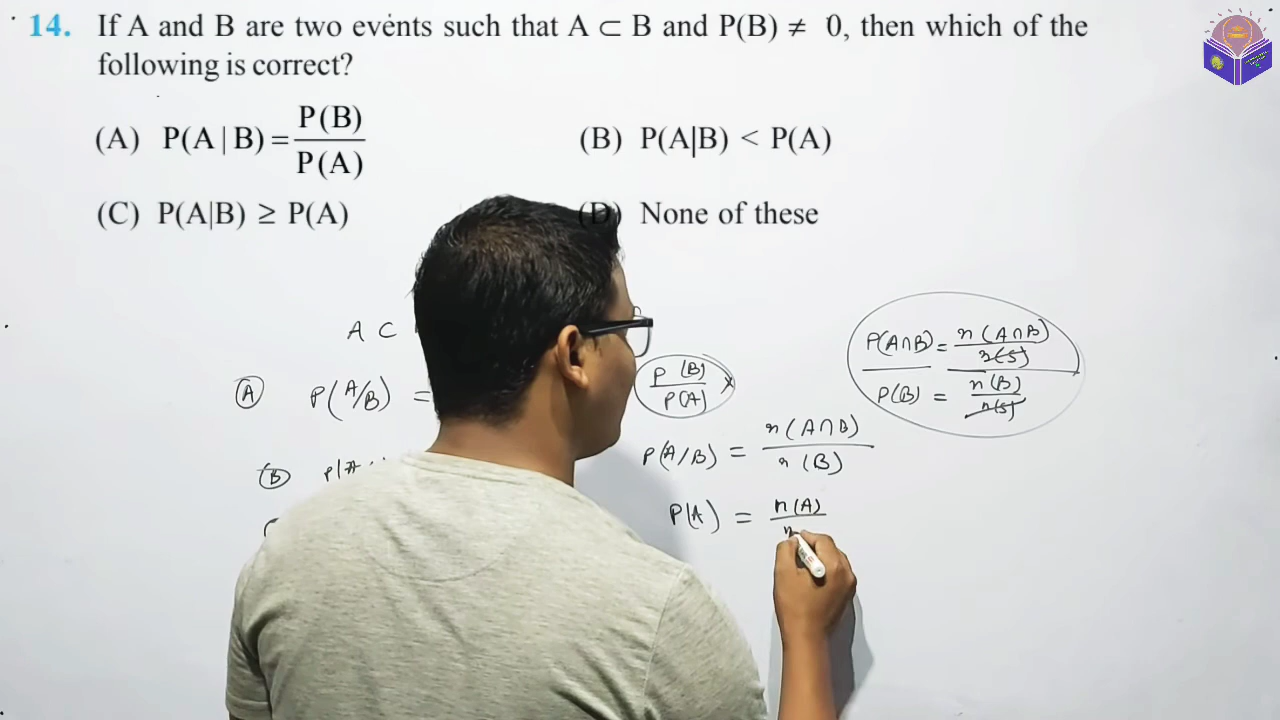 14. If A and B are two events such that A ⊂ B and P(B) ≠ 0, then which of the
following is correct?
(A) P(A | B) = P(B)/P(A)
(B) P(A|B) < P(A)
(C) P(A|B) ≥ P(A)
(D) None of these
A ⊂
(A) P(A/B) =
P(B)/P(A) ×
P(A∩B) = n(A∩B)/n(S)
P(B) = n(B)/n(S)
P(A/B) = n(A∩B)/n(B)
(B) P(A
P(A) = n(A)/n